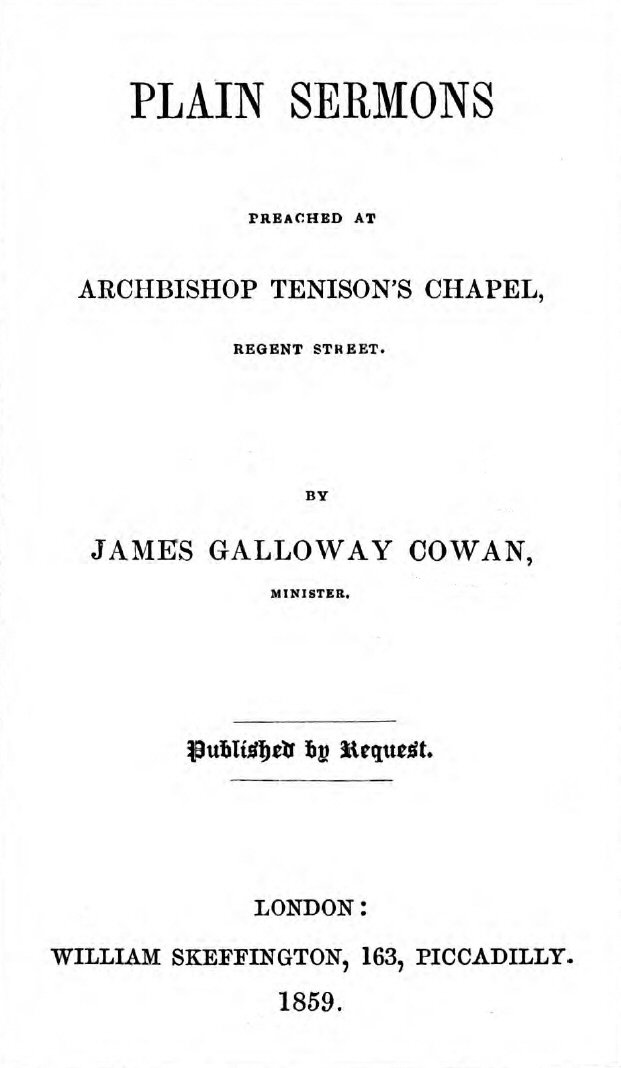 PLAIN SERMONS
PREACHED AT
ARCHBISHOP TENISON'S CHAPEL,
REGENT STREET.
BY
JAMES GALLOWAY COWAN,
MINISTER.
Published by Request.
LONDON:
WILLIAM SKEFFINGTON, 163, PICCADILLY.
1859.